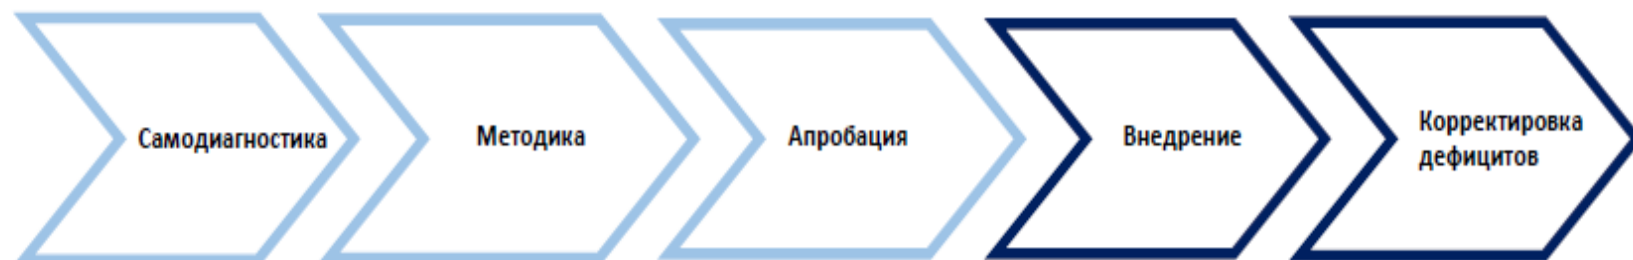 Самодиагностика
Методика
Апробация
Внедрение
Корректировка
дефицитов